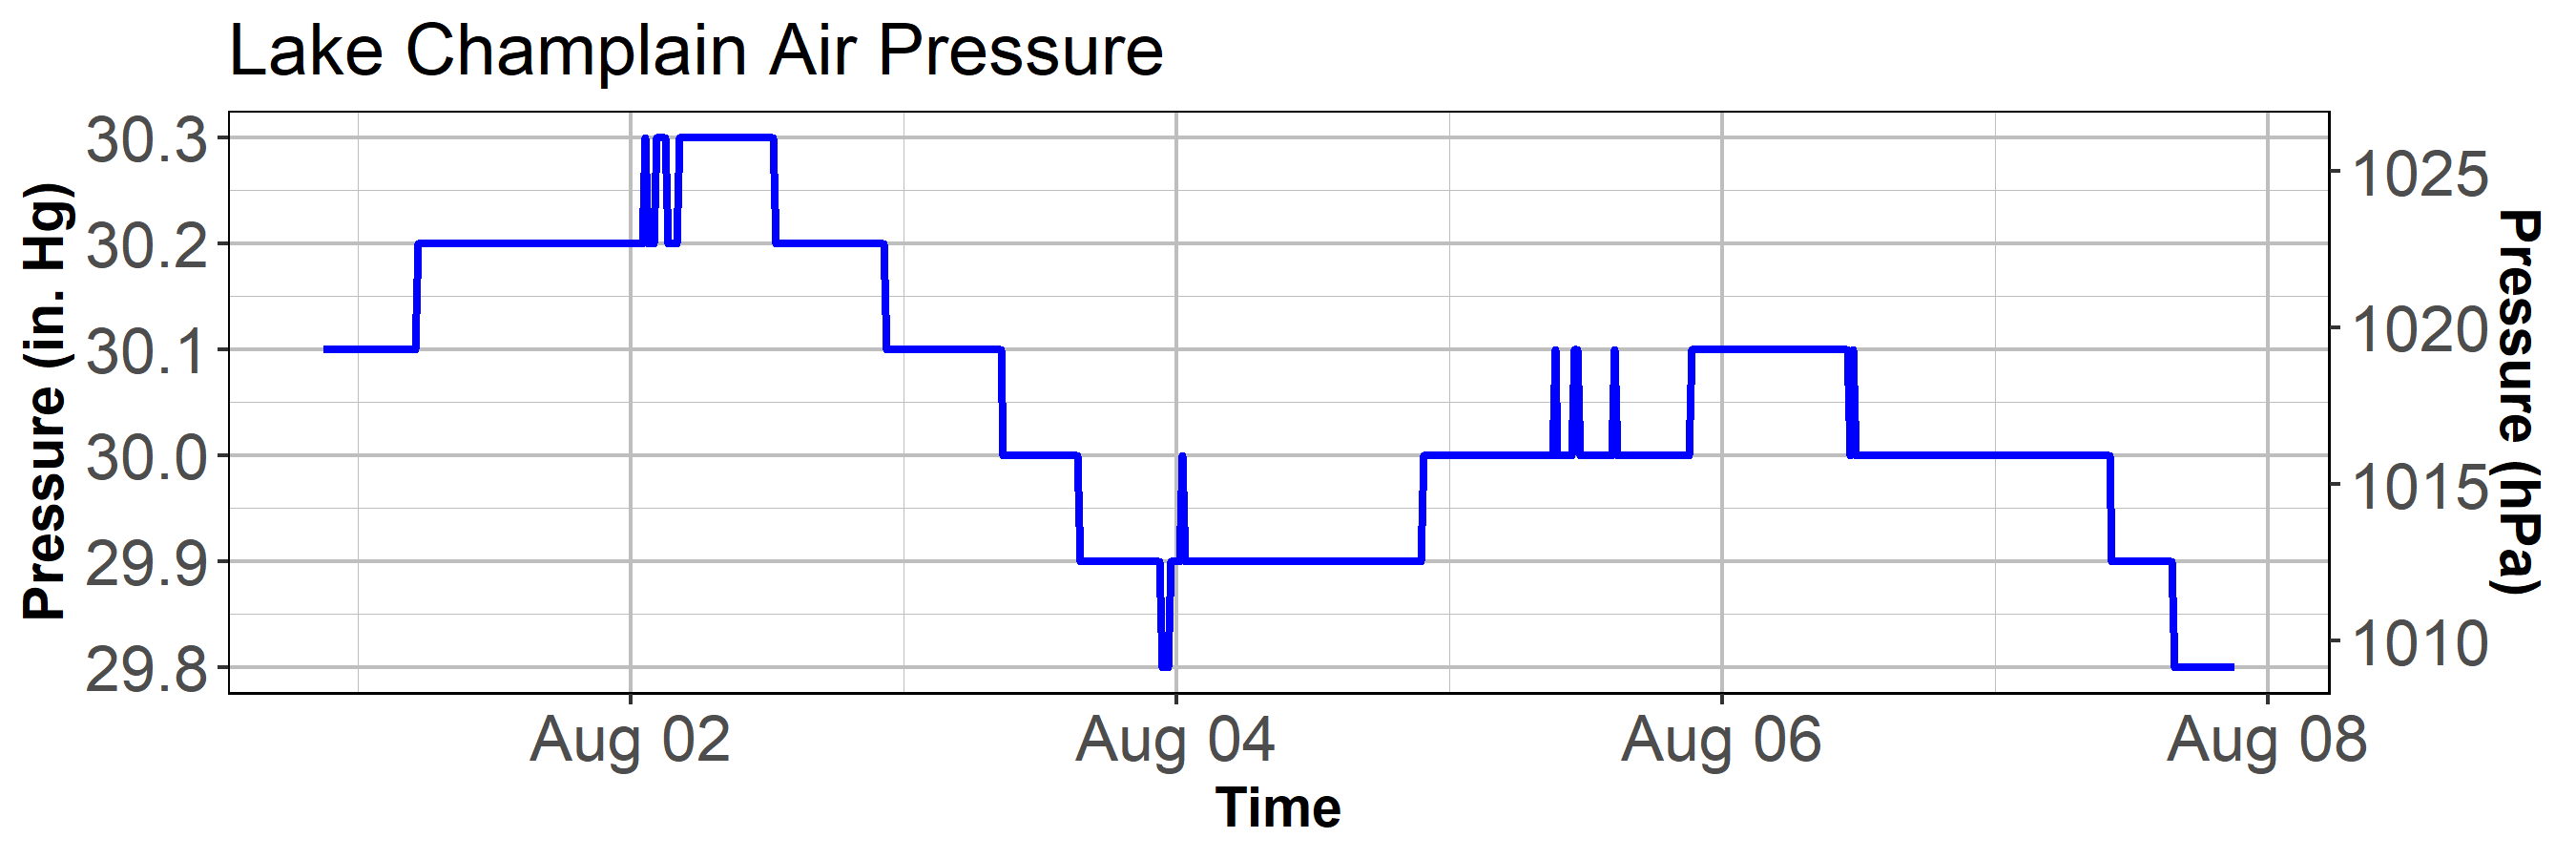 Lake Champlain Air Pressure
Pressure (in. Hg)
30.3
30.2
30.1
30.0
29.9
29.8
1025
1020
1015
1010
Pressure (hPa)
Aug 02 Aug 04 Aug 06 Aug 08
Time